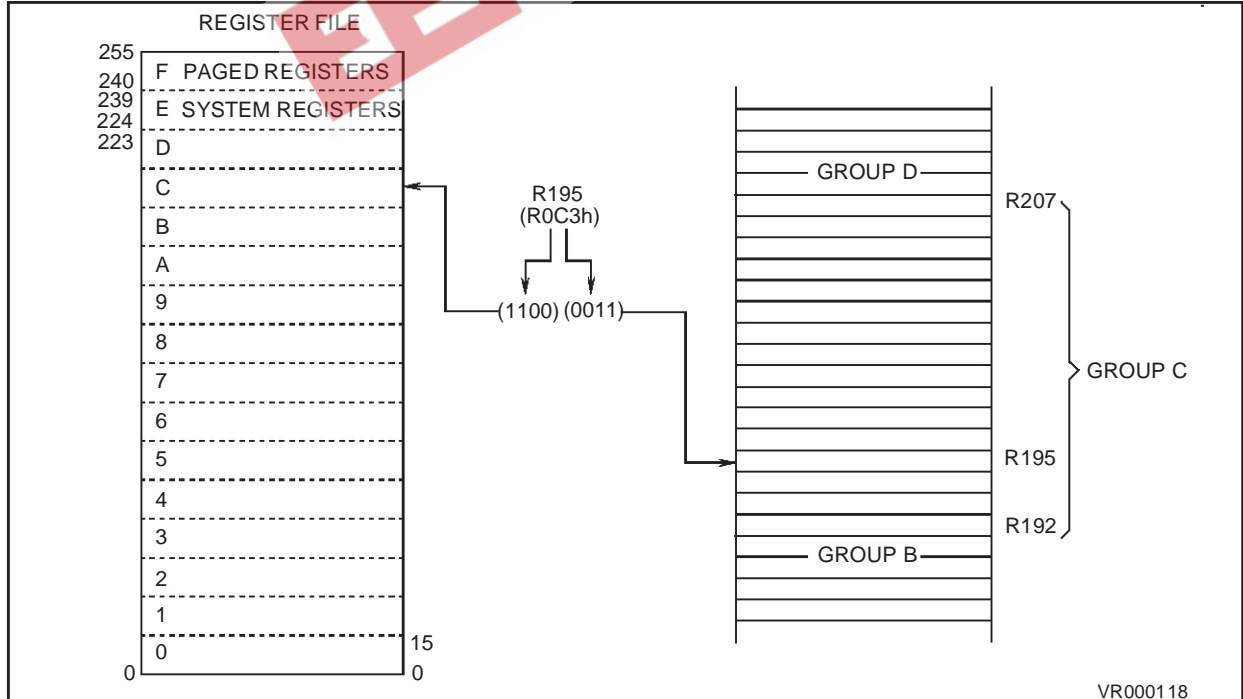 REGISTER FILE
255
240
239
224
223
F PAGED REGISTERS
E SYSTEM REGISTERS
D
C
B
A
9
8
7
6
5
4
3
2
1
0
15
0
0
R195
(R0C3h)
(1100) (0011)
GROUP D
R207
GROUP C
R195
R192
GROUP B
VR000118